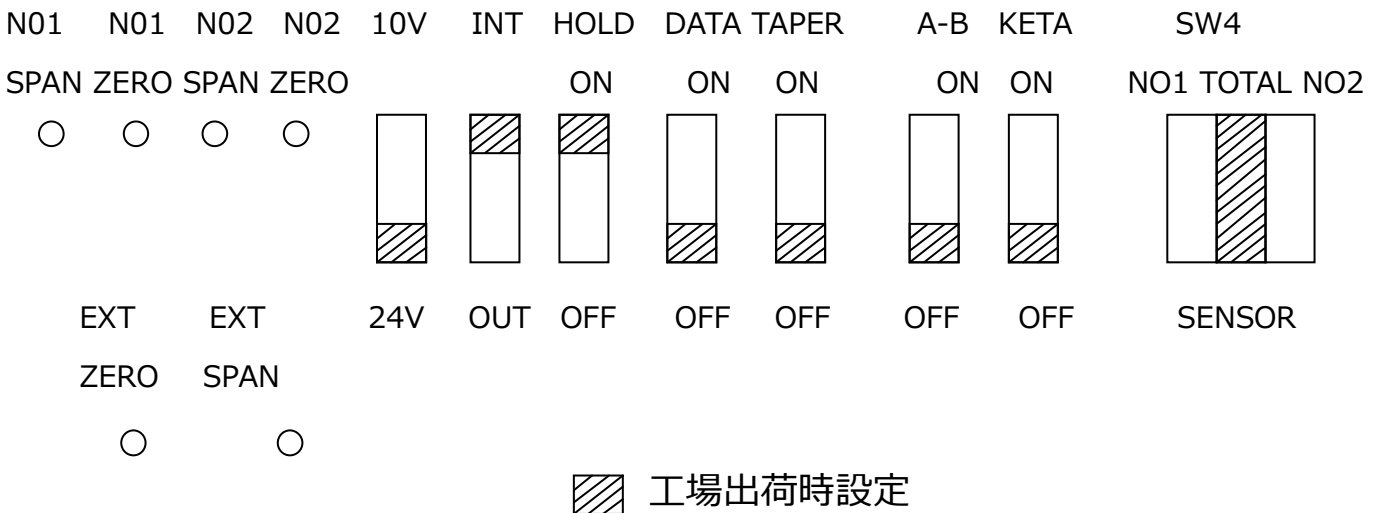 N01 N01 N02 N02 10V INT HOLD DATA TAPER A-B KETA SW4
SPAN ZERO SPAN ZERO ON ON ON ON ON NO1 TOTAL NO2
EXT EXT 24V OUT OFF OFF OFF OFF OFF SENSOR
ZERO SPAN
工場出荷時設定